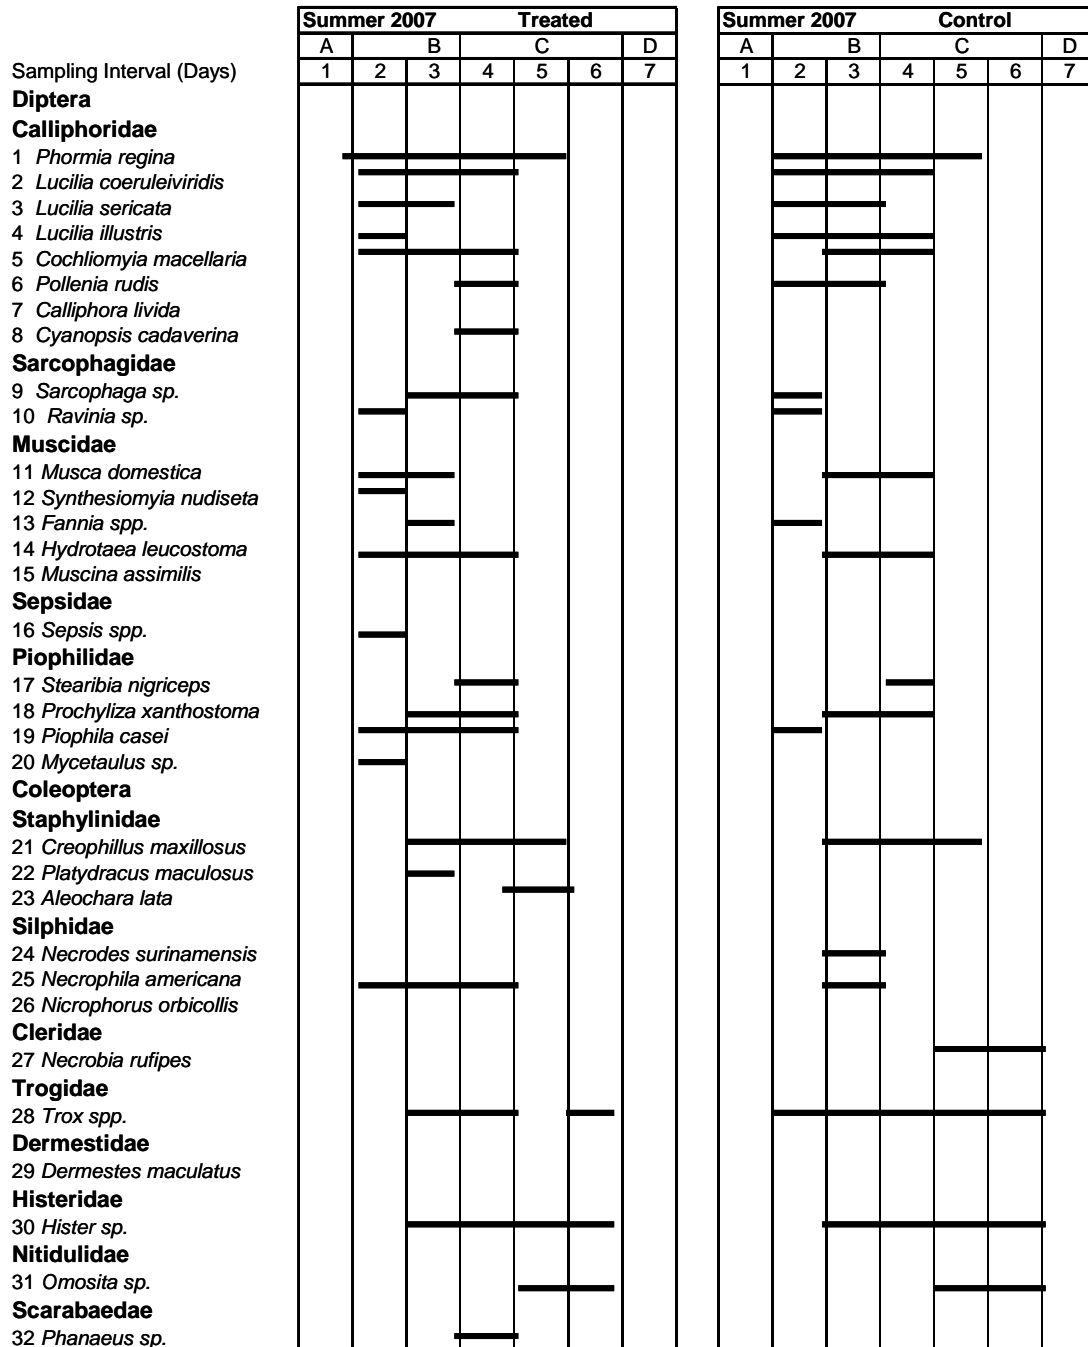 Summer 2007 Treated Summer 2007 Control
A B C D A B C D
Sampling Interval (Days) 1 2 3 4 5 6 7 1 2 3 4 5 6 7
Diptera
Calliphoridae
1 Phormia regina
2 Lucilia coeruleiviridis
3 Lucilia sericata
4 Lucilia illustris
5 Cochliomyia macellaria
6 Pollenia rudis
7 Calliphora livida
8 Cyanopsis cadaverina
Sarcophagidae
9 Sarcophaga sp.
10 Ravinia sp.
Muscidae
11 Musca domestica
12 Synthesiomyia nudiseta
13 Fannia spp.
14 Hydrotaea leucostoma
15 Muscina assimilis
Sepsidae
16 Sepsis spp.
Piophilidae
17 Stearibia nigriceps
18 Prochyliza xanthostoma
19 Piophila casei
20 Mycetaulus sp.
Coleoptera
Staphylinidae
21 Creophillus maxillosus
22 Platydracus maculosus
23 Aleochara lata
Silphidae
24 Necrodes surinamensis
25 Necrophila americana
26 Nicrophorus orbicollis
Cleridae
27 Necrobia rufipes
Trogidae
28 Trox spp.
Dermestidae
29 Dermestes maculatus
Histeridae
30 Hister sp.
Nitidulidae
31 Omosita sp.
Scarabaedae
32 Phanaeus sp.